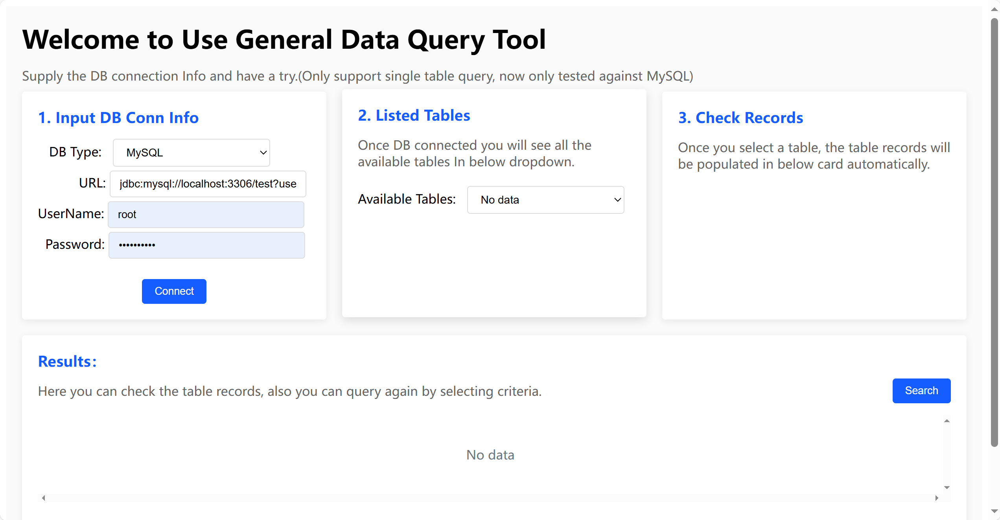 Welcome to Use General Data Query Tool
Supply the DB connection Info and have a try.(Only support single table query, now only tested against MySQL)
1. Input DB Conn Info
DB Type: MySQL
URL: jdbc:mysql://localhost:3306/test?use
UserName: root
Password: ••••••••••
Connect
2. Listed Tables
Once DB connected you will see all the
available tables In below dropdown.
Available Tables: No data
3. Check Records
Once you select a table, the table records will
be populated in below card automatically.
Results:
Here you can check the table records, also you can query again by selecting criteria.
Search
No data